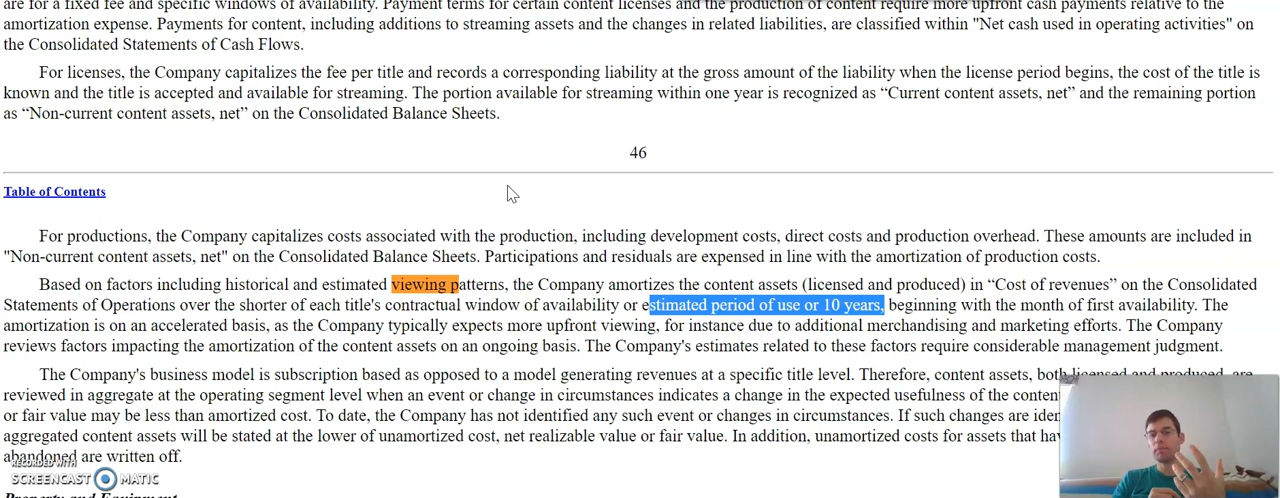 are for a fixed fee and specific windows of availability. Payment terms for certain content licenses and the production of content require more upfront cash payments relative to the
amortization expense. Payments for content, including additions to streaming assets and the changes in related liabilities, are classified within "Net cash used in operating activities" on
the Consolidated Statements of Cash Flows.
For licenses, the Company capitalizes the fee per title and records a corresponding liability at the gross amount of the liability when the license period begins, the cost of the title is
known and the title is accepted and available for streaming. The portion available for streaming within one year is recognized as “Current content assets, net” and the remaining portion
as “Non-current content assets, net” on the Consolidated Balance Sheets.
46
Table of Contents
For productions, the Company capitalizes costs associated with the production, including development costs, direct costs and production overhead. These amounts are included in
"Non-current content assets, net" on the Consolidated Balance Sheets. Participations and residuals are expensed in line with the amortization of production costs.
Based on factors including historical and estimated viewing patterns, the Company amortizes the content assets (licensed and produced) in “Cost of revenues” on the Consolidated
Statements of Operations over the shorter of each title's contractual window of availability or estimated period of use or 10 years, beginning with the month of first availability. The
amortization is on an accelerated basis, as the Company typically expects more upfront viewing, for instance due to additional merchandising and marketing efforts. The Company
reviews factors impacting the amortization of the content assets on an ongoing basis. The Company's estimates related to these factors require considerable management judgment.
The Company's business model is subscription based as opposed to a model generating revenues at a specific title level. Therefore, content assets, both licensed and produced, are
reviewed in aggregate at the operating segment level when an event or change in circumstances indicates a change in the expected usefulness of the conten
or fair value may be less than amortized cost. To date, the Company has not identified any such event or changes in circumstances. If such changes are iden
aggregated content assets will be stated at the lower of unamortized cost, net realizable value or fair value. In addition, unamortized costs for assets that hav
abandoned are written off.
RECORDED WITH
SCREENCAST MATIC
Property and Equipment